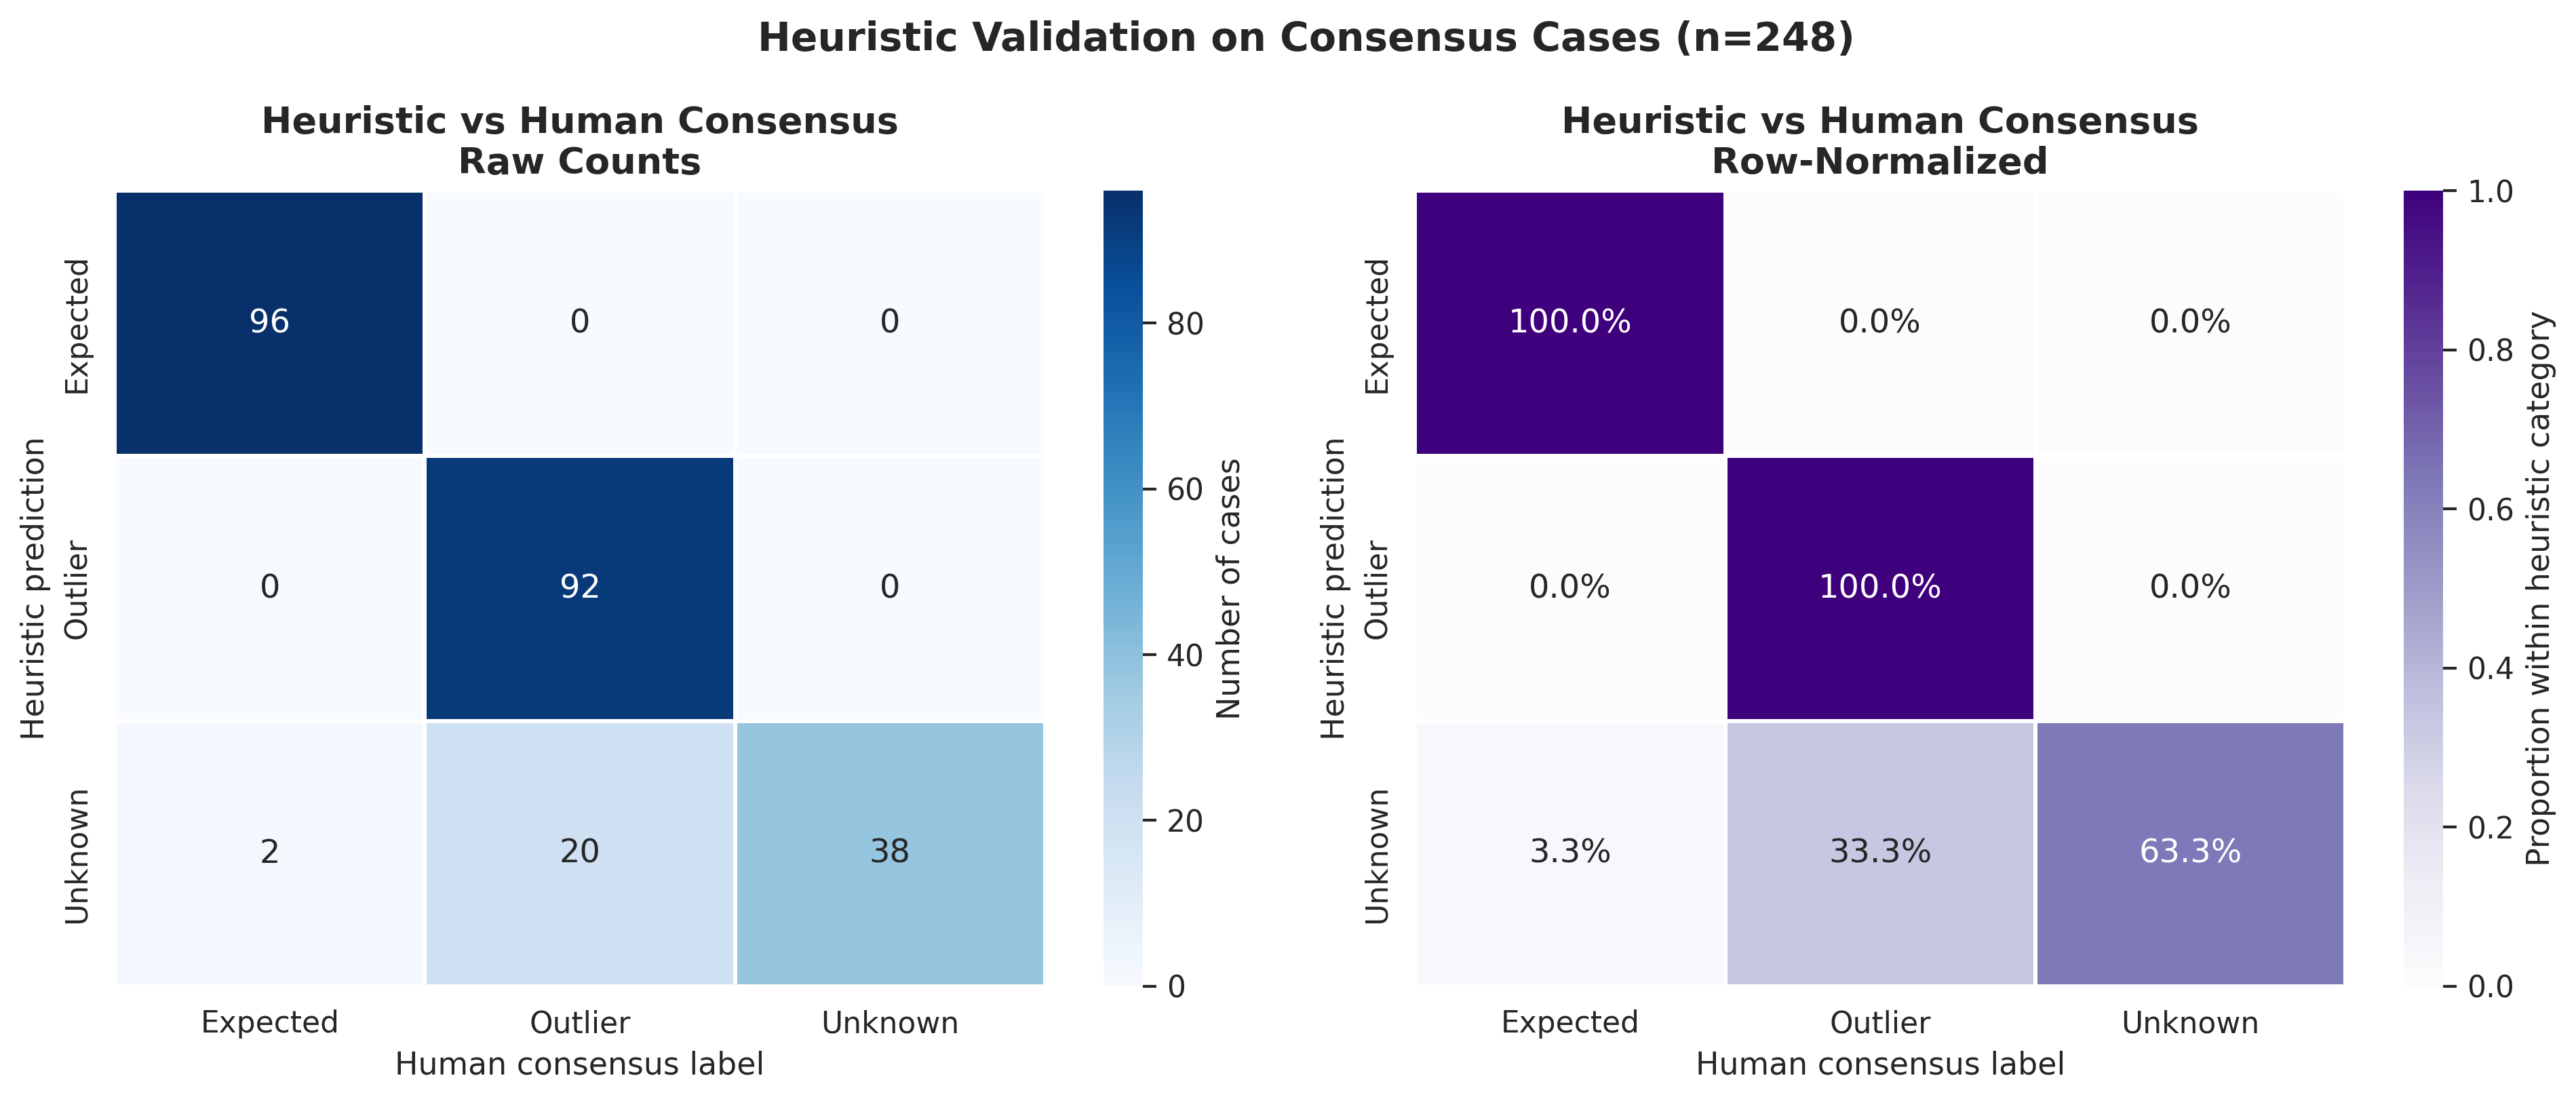 Heuristic Validation on Consensus Cases (n=248)
Heuristic vs Human Consensus
Raw Counts
Heuristic prediction
Expected
Outlier
Unknown
96 0 0
0 92 0
2 20 38
Expected Outlier Unknown
Human consensus label
80
60
40
20
0
Number of cases
Heuristic vs Human Consensus
Row-Normalized
Heuristic prediction
Expected
Outlier
Unknown
100.0% 0.0% 0.0%
0.0% 100.0% 0.0%
3.3% 33.3% 63.3%
Expected Outlier Unknown
Human consensus label
1.0
0.8
0.6
0.4
0.2
0.0
Proportion within heuristic category